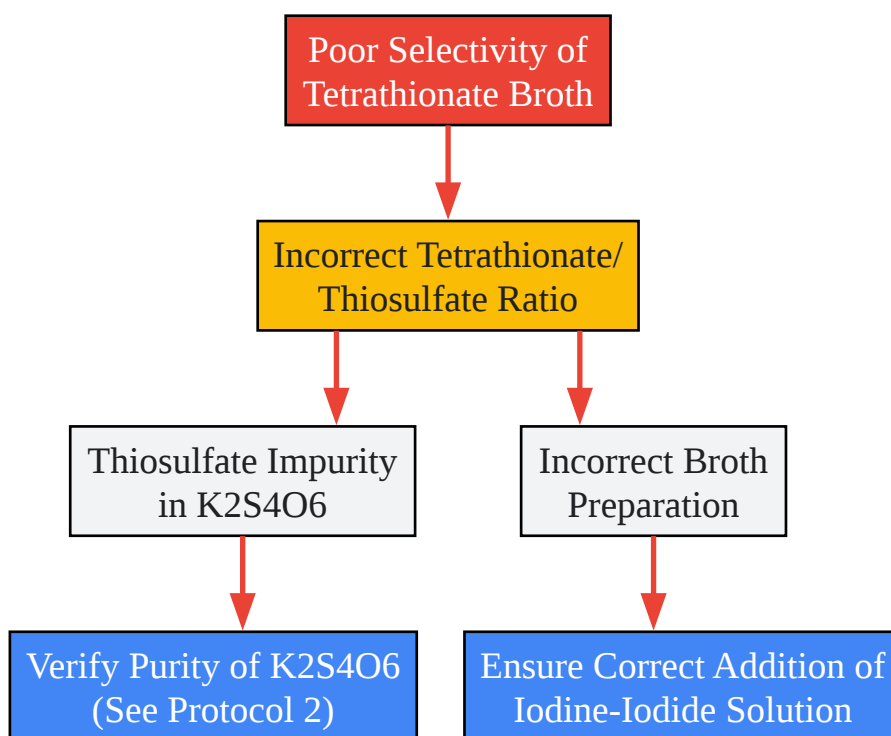 Poor Selectivity of
Tetrathionate Broth
Incorrect Tetrathionate/
Thiosulfate Ratio
Thiosulfate Impurity
in K2S4O6
Incorrect Broth
Preparation
Verify Purity of K2S4O6
(See Protocol 2)
Ensure Correct Addition of
Iodine-Iodide Solution